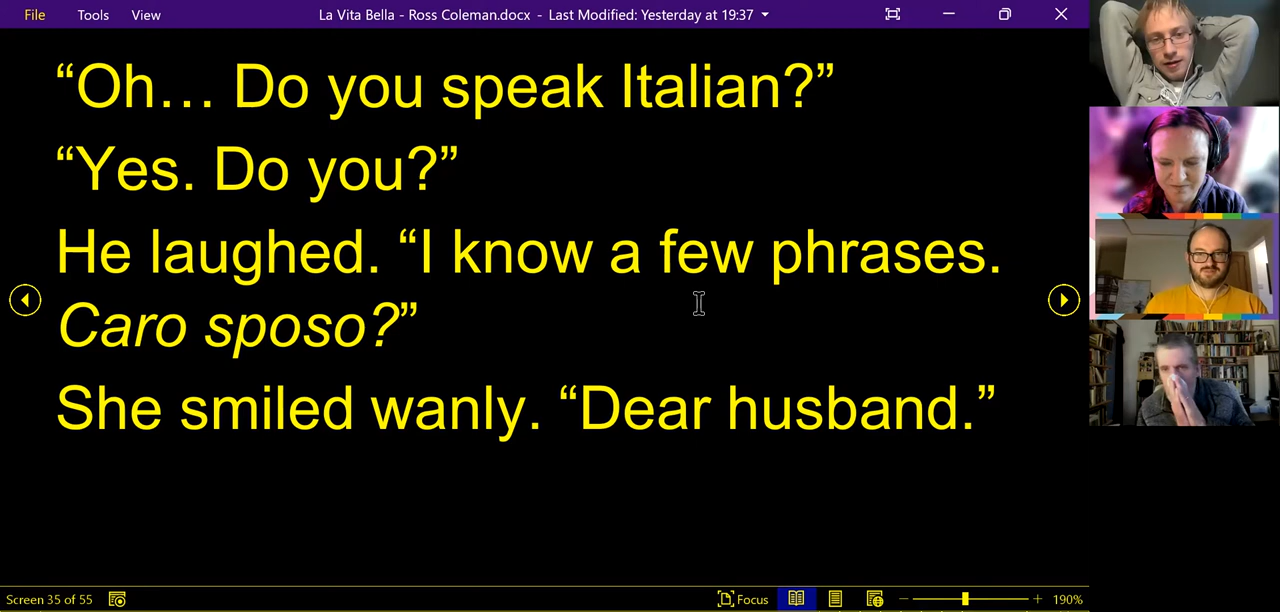 File Tools View La Vita Bella - Ross Coleman.docx - Last Modified: Yesterday at 19:37
“Oh… Do you speak Italian?”
“Yes. Do you?”
He laughed. “I know a few phrases.
Caro sposo?”
She smiled wanly. “Dear husband.”
Screen 35 of 55 Focus 190%